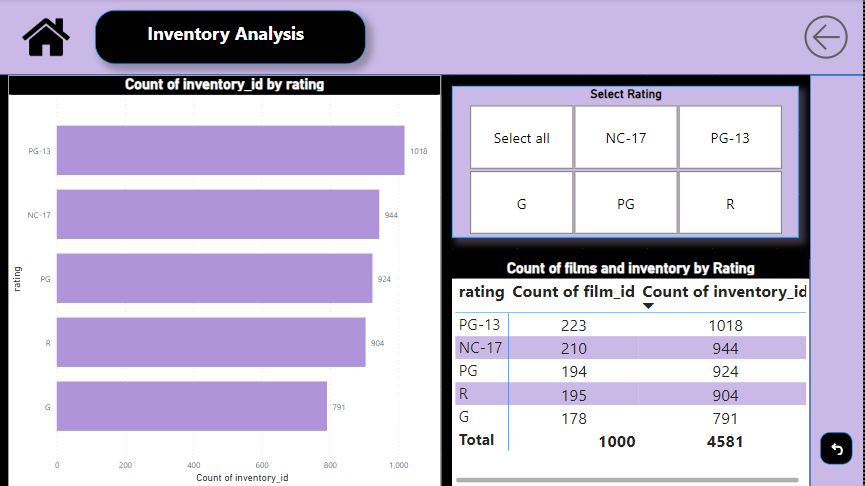 Inventory Analysis
Count of inventory_id by rating
rating
PG-13
1018
NC-17
944
PG
924
R
904
G
791
0 200 400 600 800 1,000
Count of inventory_id
Select Rating
Select all NC-17 PG-13
G PG R
Count of films and inventory by Rating
rating Count of film_id Count of inventory_id
PG-13 223 1018
NC-17 210 944
PG 194 924
R 195 904
G 178 791
Total 1000 4581